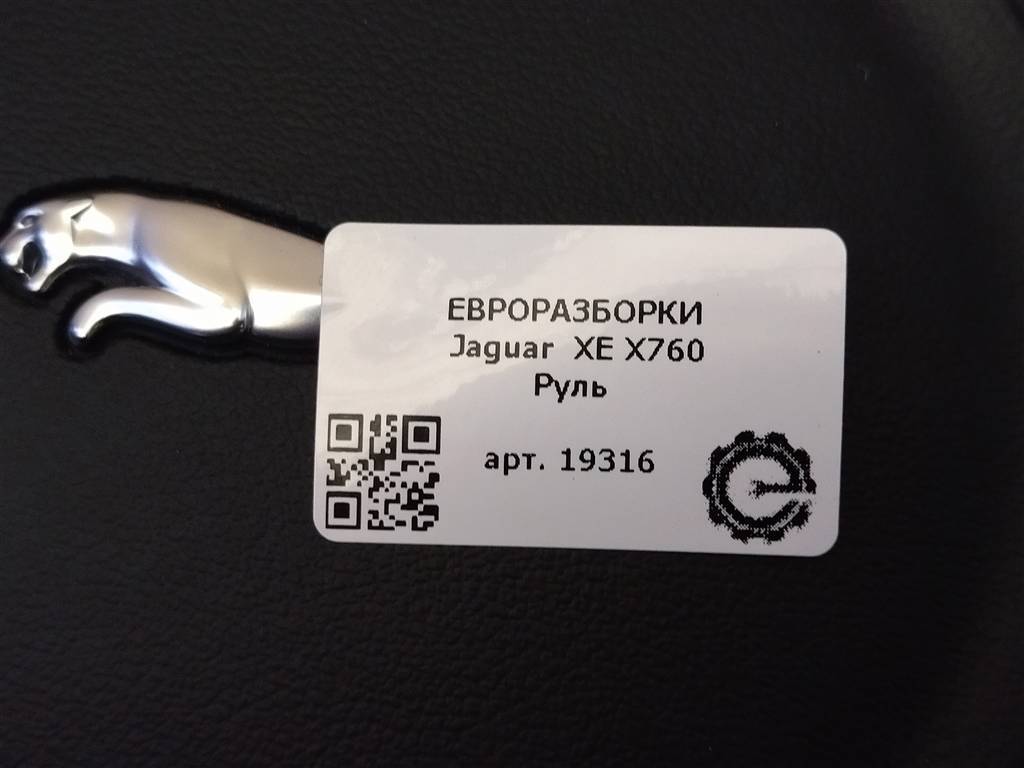 ЕВРОРАЗБОРКИ
Jaguar XE X760
Руль
арт. 19316